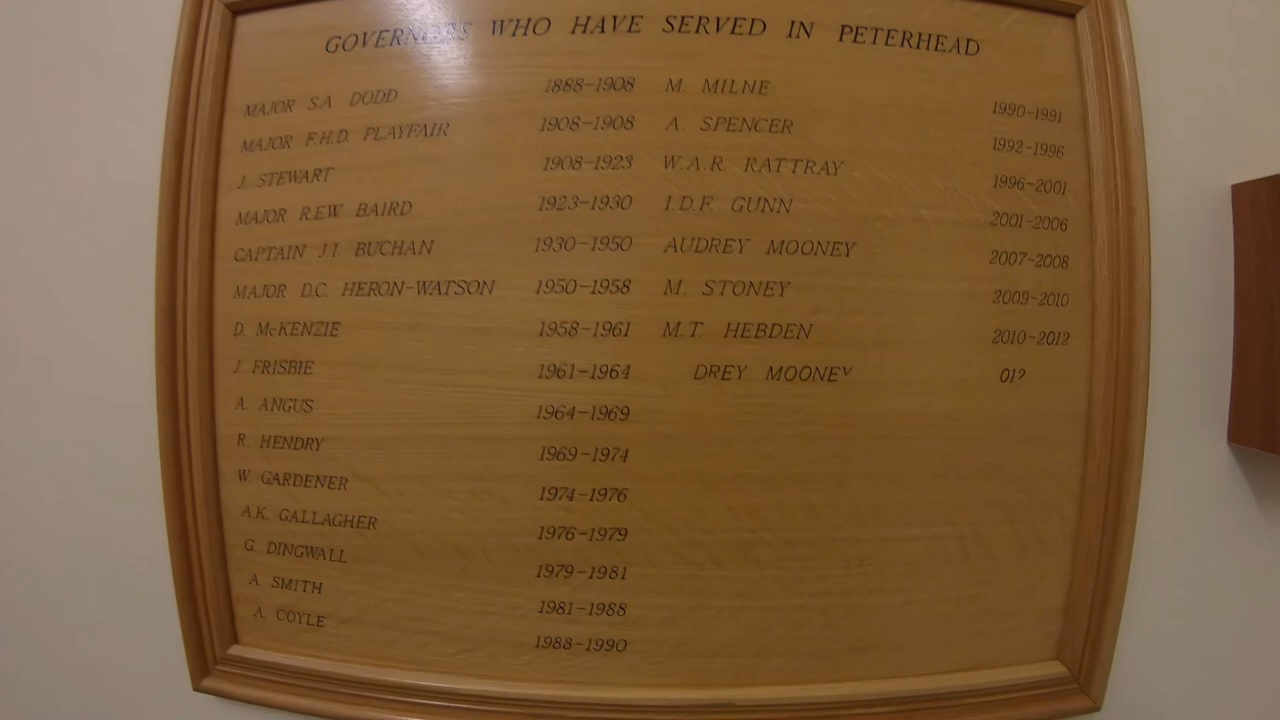 GOVERNORS WHO HAVE SERVED IN PETERHEAD
MAJOR S.A. DODD 1888-1908
MAJOR F.H.D. PLAYFAIR 1908-1908
J. STEWART 1908-1923
MAJOR R.E.W. BAIRD 1923-1930
CAPTAIN J.I. BUCHAN 1930-1950
MAJOR D.C. HERON-WATSON 1950-1958
D. McKENZIE 1958-1961
J. FRISBIE 1961-1964
A. ANGUS 1964-1969
R. HENDRY 1969-1974
W GARDENER 1974-1976
A.K. GALLAGHER 1976-1979
G. DINGWALL 1979-1981
A. SMITH 1981-1988
A. COYLE 1988-1990
M. MILNE 1990-1991
A. SPENCER 1992-1996
W.A.R. RATTRAY 1996-2001
I.D.F. GUNN 2001-2006
AUDREY MOONEY 2007-2008
M. STONEY 2009-2010
M.T. HEBDEN 2010-2012
DREY MOONEY